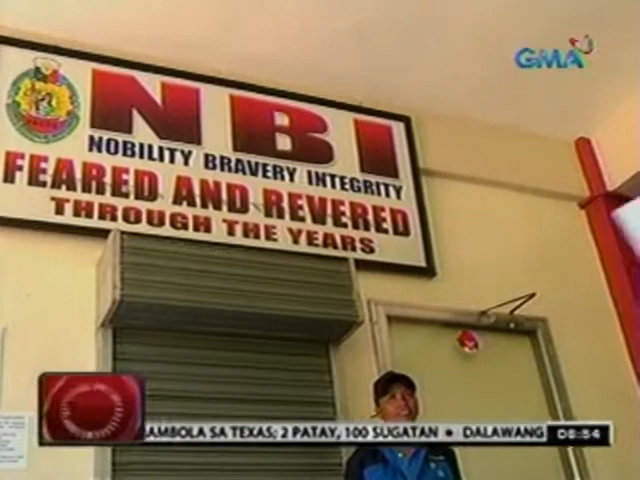 GMA
NBI
NOBILITY BRAVERY INTEGRITY
FEARED AND REVERED
THROUGH THE YEARS
AMBOLA SA TEXAS; 2 PATAY, 100 SUGATAN • DALAWANG
08:54